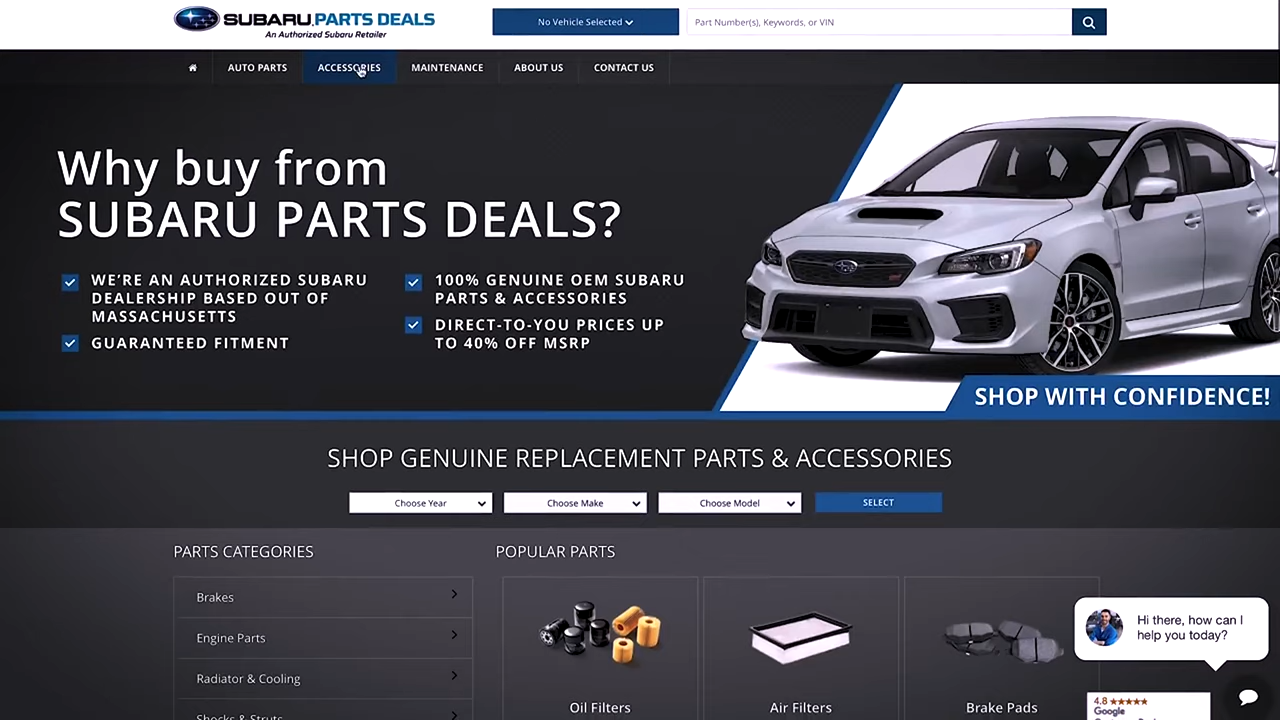 SUBARU PARTS DEALS
An Authorized Subaru Retailer
No Vehicle Selected
Part Number(s), Keywords, or VIN
AUTO PARTS
ACCESSORIES
MAINTENANCE
ABOUT US
CONTACT US
Why buy from
SUBARU PARTS DEALS?
WE'RE AN AUTHORIZED SUBARU
DEALERSHIP BASED OUT OF
MASSACHUSETTS
GUARANTEED FITMENT
100% GENUINE OEM SUBARU
PARTS & ACCESSORIES
DIRECT-TO-YOU PRICES UP
TO 40% OFF MSRP
SHOP WITH CONFIDENCE!
SHOP GENUINE REPLACEMENT PARTS & ACCESSORIES
Choose Year
Choose Make
Choose Model
SELECT
PARTS CATEGORIES
Brakes
Engine Parts
Radiator & Cooling
Shocks & Struts
POPULAR PARTS
Oil Filters
Air Filters
Brake Pads
Hi there, how can I
help you today?
4.8 ★★★★★
Google